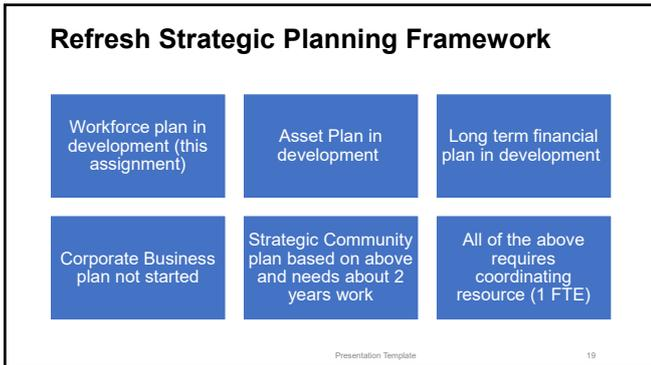 Refresh Strategic Planning Framework
Workforce plan in
development (this
assignment)
Asset Plan in
development
Long term financial
plan in development
Corporate Business
plan not started
Strategic Community
plan based on above
and needs about 2
years work
All of the above
requires
coordinating
resource (1 FTE)
Presentation Template
19